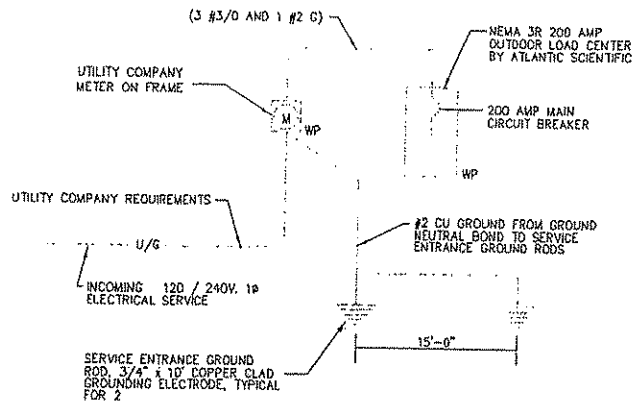 (3 #3/0 AND 1 #2 G)
NEMA 3R 200 AMP
OUTDOOR LOAD CENTER
BY ATLANTIC SCIENTIFIC
UTILITY COMPANY
METER ON FRAME
M
WP
200 AMP MAIN
CIRCUIT BREAKER
WP
UTILITY COMPANY REQUIREMENTS
U/G
#2 CU GROUND FROM GROUND
NEUTRAL BOND TO SERVICE
ENTRANCE GROUND RODS
INCOMING 120 / 240V, 1φ
ELECTRICAL SERVICE
15'-0"
SERVICE ENTRANCE GROUND
ROD, 3/4" x 10' COPPER CLAD
GROUNDING ELECTRODE, TYPICAL
FOR 2